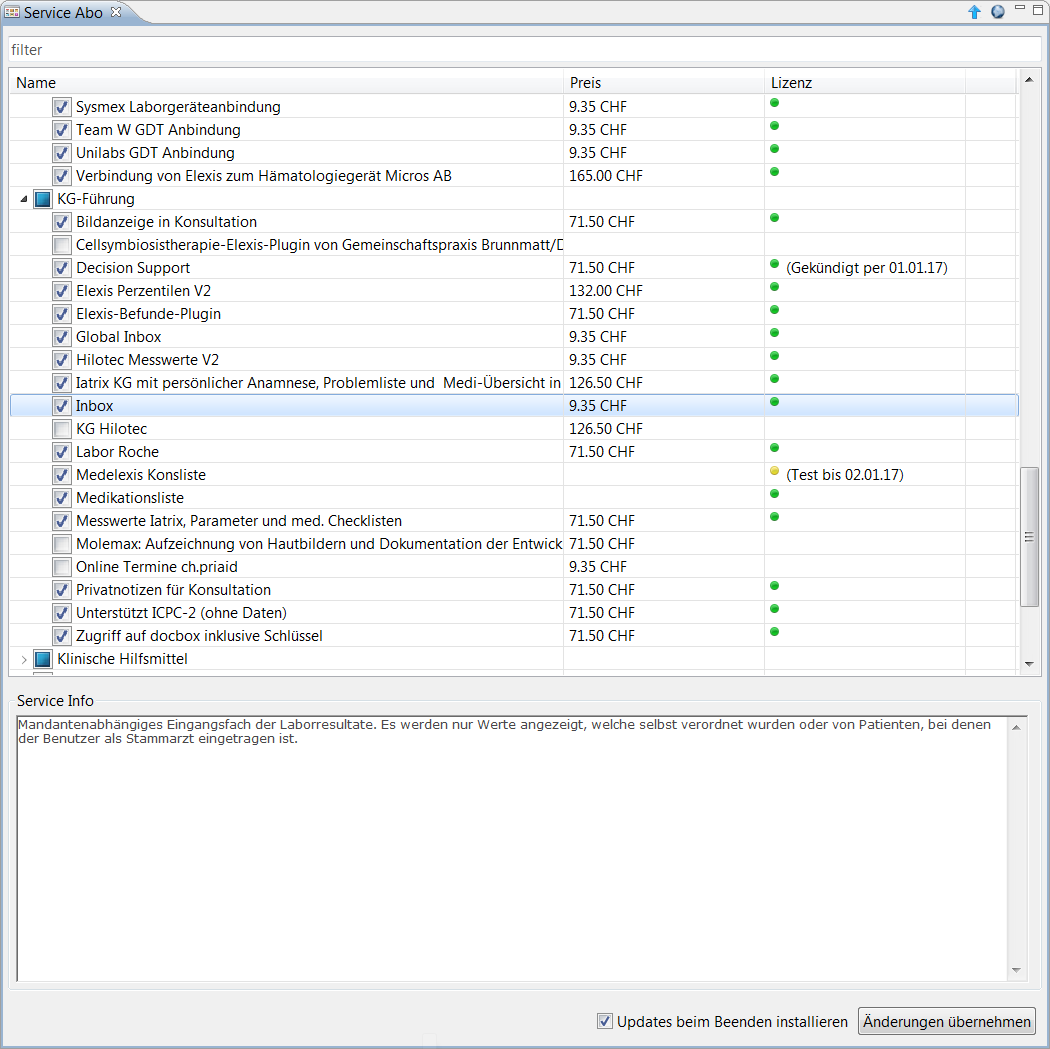 Service Abo
filter
Name Preis Lizenz
Sysmex Laborgeräteanbindung 9.35 CHF
Team W GDT Anbindung 9.35 CHF
Unilabs GDT Anbindung 9.35 CHF
Verbindung von Elexis zum Hämatologiegerät Micros AB 165.00 CHF
KG-Führung
Bildanzeige in Konsultation 71.50 CHF
Cellsymbiosistherapie-Elexis-Plugin von Gemeinschaftspraxis Brunnmatt/D
Decision Support 71.50 CHF (Gekündigt per 01.01.17)
Elexis Perzentilen V2 132.00 CHF
Elexis-Befunde-Plugin 71.50 CHF
Global Inbox 9.35 CHF
Hilotec Messwerte V2 9.35 CHF
Iatrix KG mit persönlicher Anamnese, Problemliste und Medi-Übersicht in 126.50 CHF
Inbox 9.35 CHF
KG Hilotec 126.50 CHF
Labor Roche 71.50 CHF
Medelexis Konsliste (Test bis 02.01.17)
Medikationsliste
Messwerte Iatrix, Parameter und med. Checklisten 71.50 CHF
Molemax: Aufzeichnung von Hautbildern und Dokumentation der Entwick 71.50 CHF
Online Termine ch.priaid 9.35 CHF
Privatnotizen für Konsultation 71.50 CHF
Unterstützt ICPC-2 (ohne Daten) 71.50 CHF
Zugriff auf docbox inklusive Schlüssel 71.50 CHF
Klinische Hilfsmittel
Service Info
Mandantenabhängiges Eingangsfach der Laborresultate. Es werden nur Werte angezeigt, welche selbst verordnet wurden oder von Patienten, bei denen
der Benutzer als Stammarzt eingetragen ist.
Updates beim Beenden installieren Änderungen übernehmen